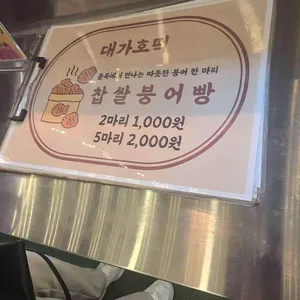 대가호떡
골목에서 만나는 따뜻한 붕어 한 마리
찹쌀붕어빵
2마리 1,000원
5마리 2,000원